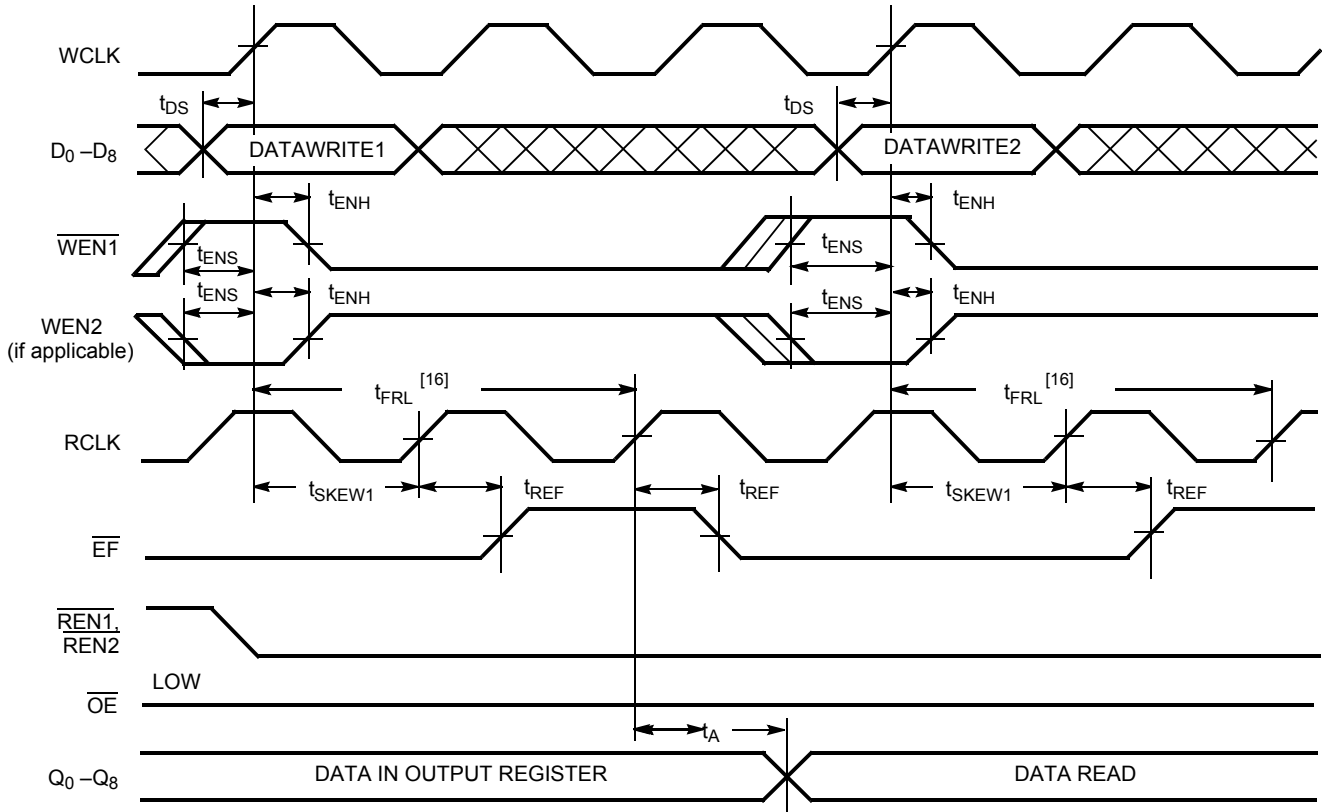 WCLK
tDS tDS
D0 –D8 DATAWRITE1 DATAWRITE2
tENH tENH
WEN1
tENS tENS
tENS tENH tENS tENH
WEN2
(if applicable)
tFRL [16] tFRL [16]
RCLK
tSKEW1 tREF tREF tSKEW1 tREF
EF
REN1,
REN2
LOW
OE
tA
Q0 –Q8 DATA IN OUTPUT REGISTER DATA READ